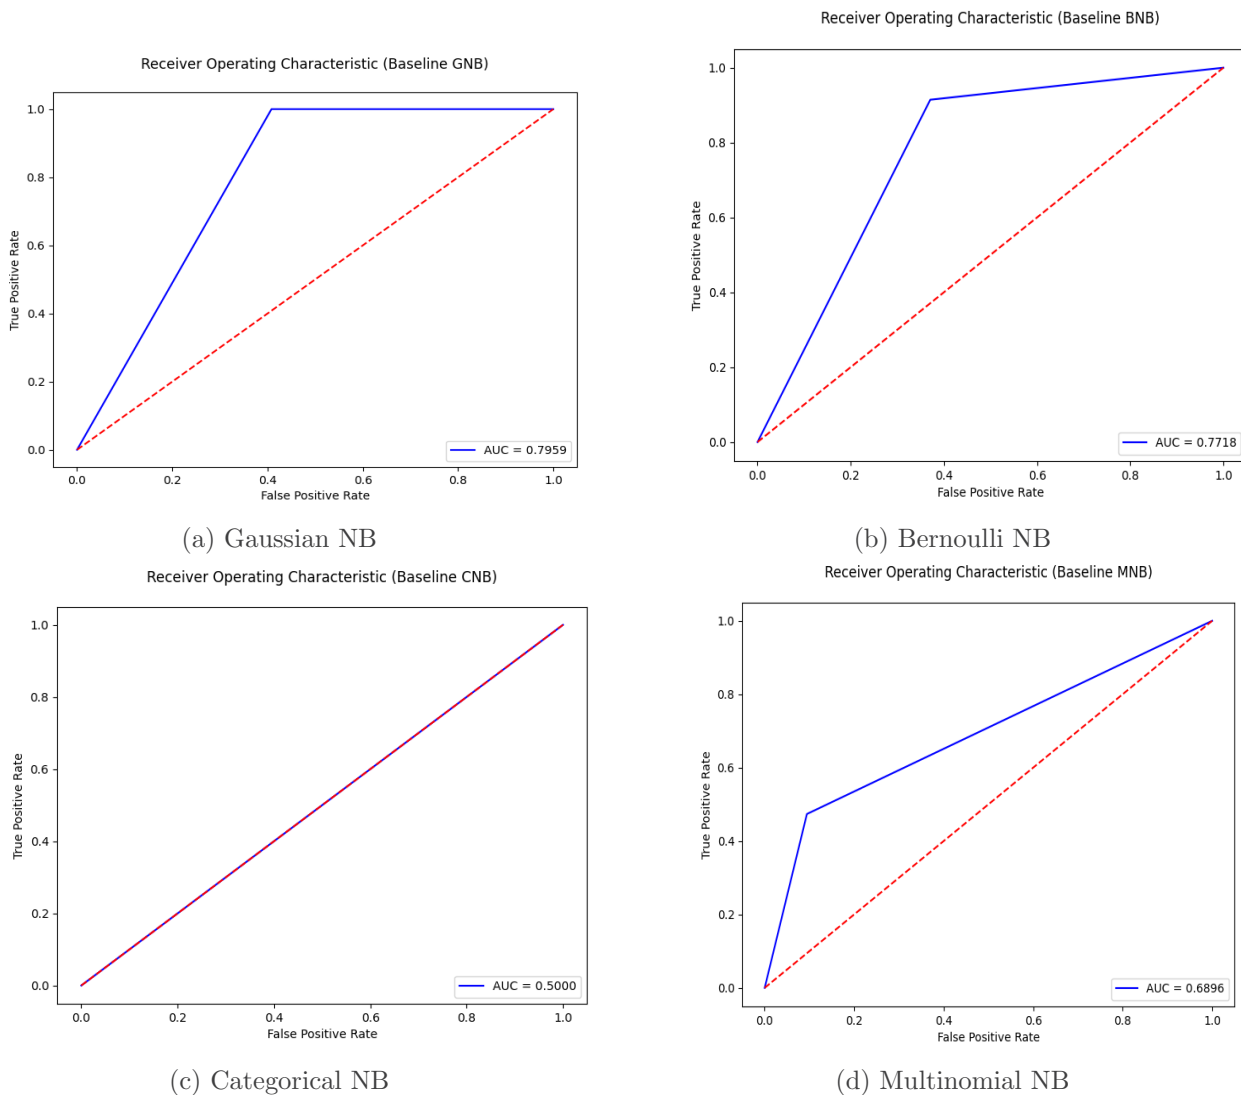 Receiver Operating Characteristic (Baseline GNB)
True Positive Rate
1.0
0.8
0.6
0.4
0.2
0.0
0.0 0.2 0.4 0.6 0.8 1.0
False Positive Rate
AUC = 0.7959
(a) Gaussian NB
Receiver Operating Characteristic (Baseline BNB)
True Positive Rate
1.0
0.8
0.6
0.4
0.2
0.0
0.0 0.2 0.4 0.6 0.8 1.0
False Positive Rate
AUC = 0.7718
(b) Bernoulli NB
Receiver Operating Characteristic (Baseline CNB)
True Positive Rate
1.0
0.8
0.6
0.4
0.2
0.0
0.0 0.2 0.4 0.6 0.8 1.0
False Positive Rate
AUC = 0.5000
(c) Categorical NB
Receiver Operating Characteristic (Baseline MNB)
True Positive Rate
1.0
0.8
0.6
0.4
0.2
0.0
0.0 0.2 0.4 0.6 0.8 1.0
False Positive Rate
AUC = 0.6896
(d) Multinomial NB